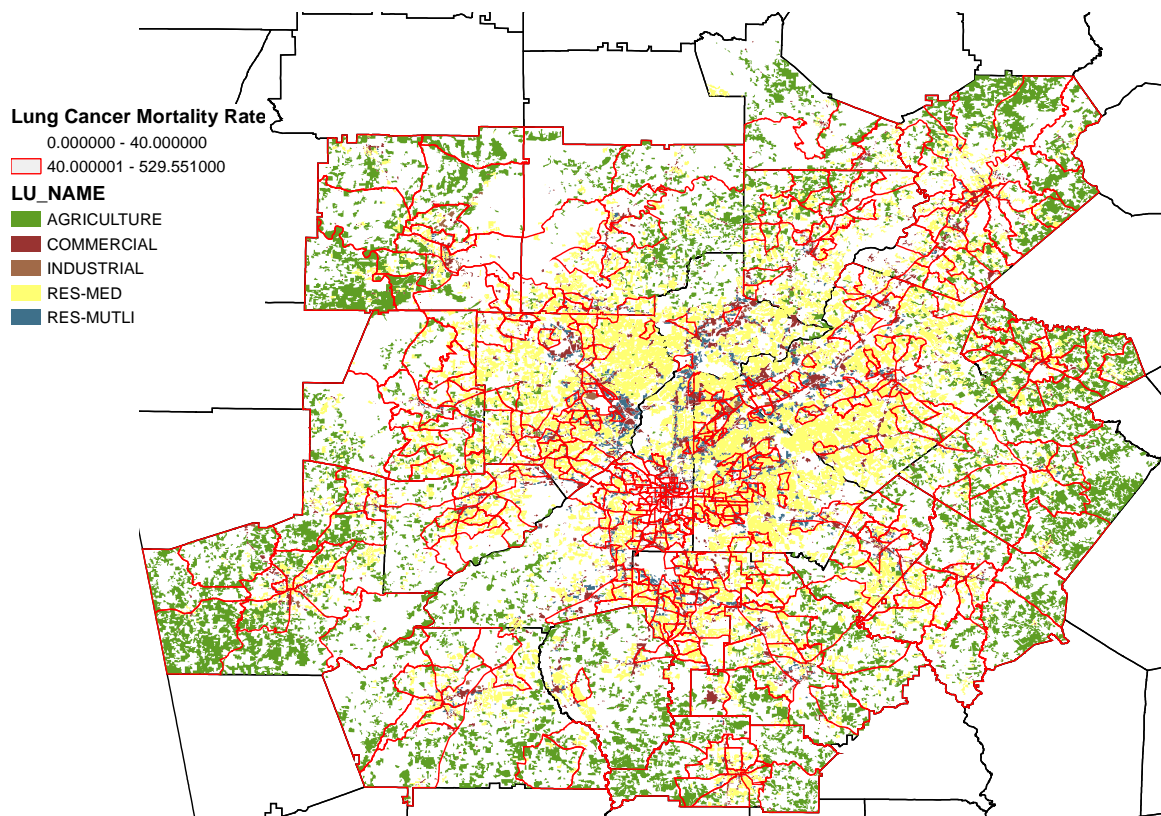 Lung Cancer Mortality Rate
0.000000 - 40.000000
40.000001 - 529.551000
LU_NAME
AGRICULTURE
COMMERCIAL
INDUSTRIAL
RES-MED
RES-MUTLI